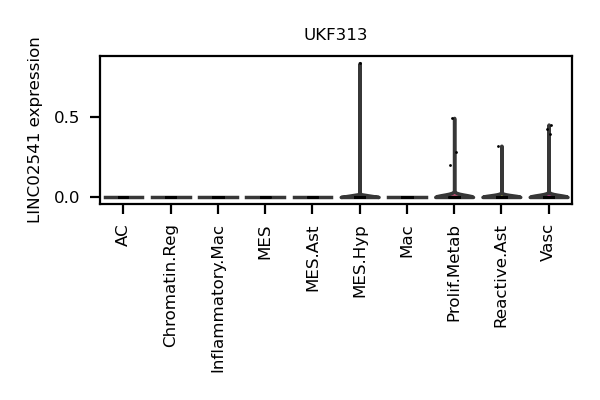 UKF313
LINC02541 expression
0.5
0.0
AC
Chromatin.Reg
Inflammatory.Mac
MES
MES.Ast
MES.Hyp
Mac
Prolif.Metab
Reactive.Ast
Vasc